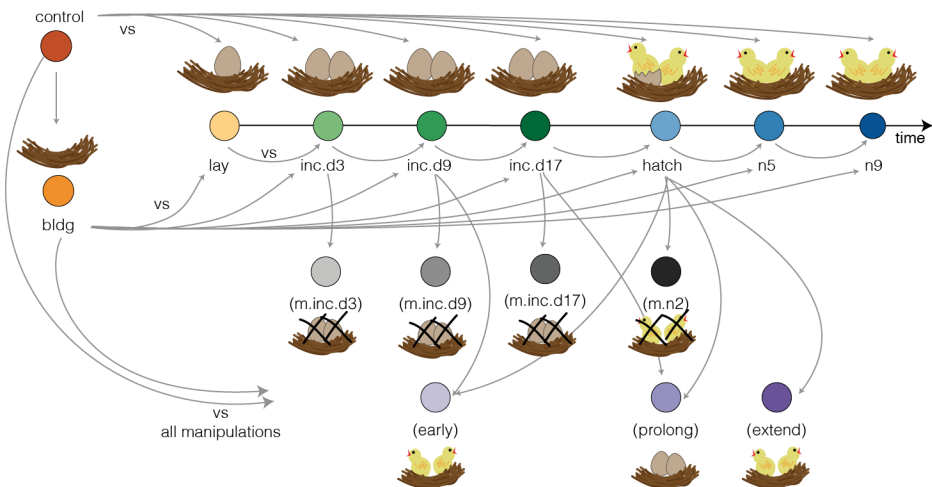 control
vs
time
lay
vs
inc.d3
inc.d9
inc.d17
hatch
n5
n9
vs
bldg
(m.inc.d3)
(m.inc.d9)
(m.inc.d17)
(m.n2)
vs
all manipulations
(early)
(prolong)
(extend)